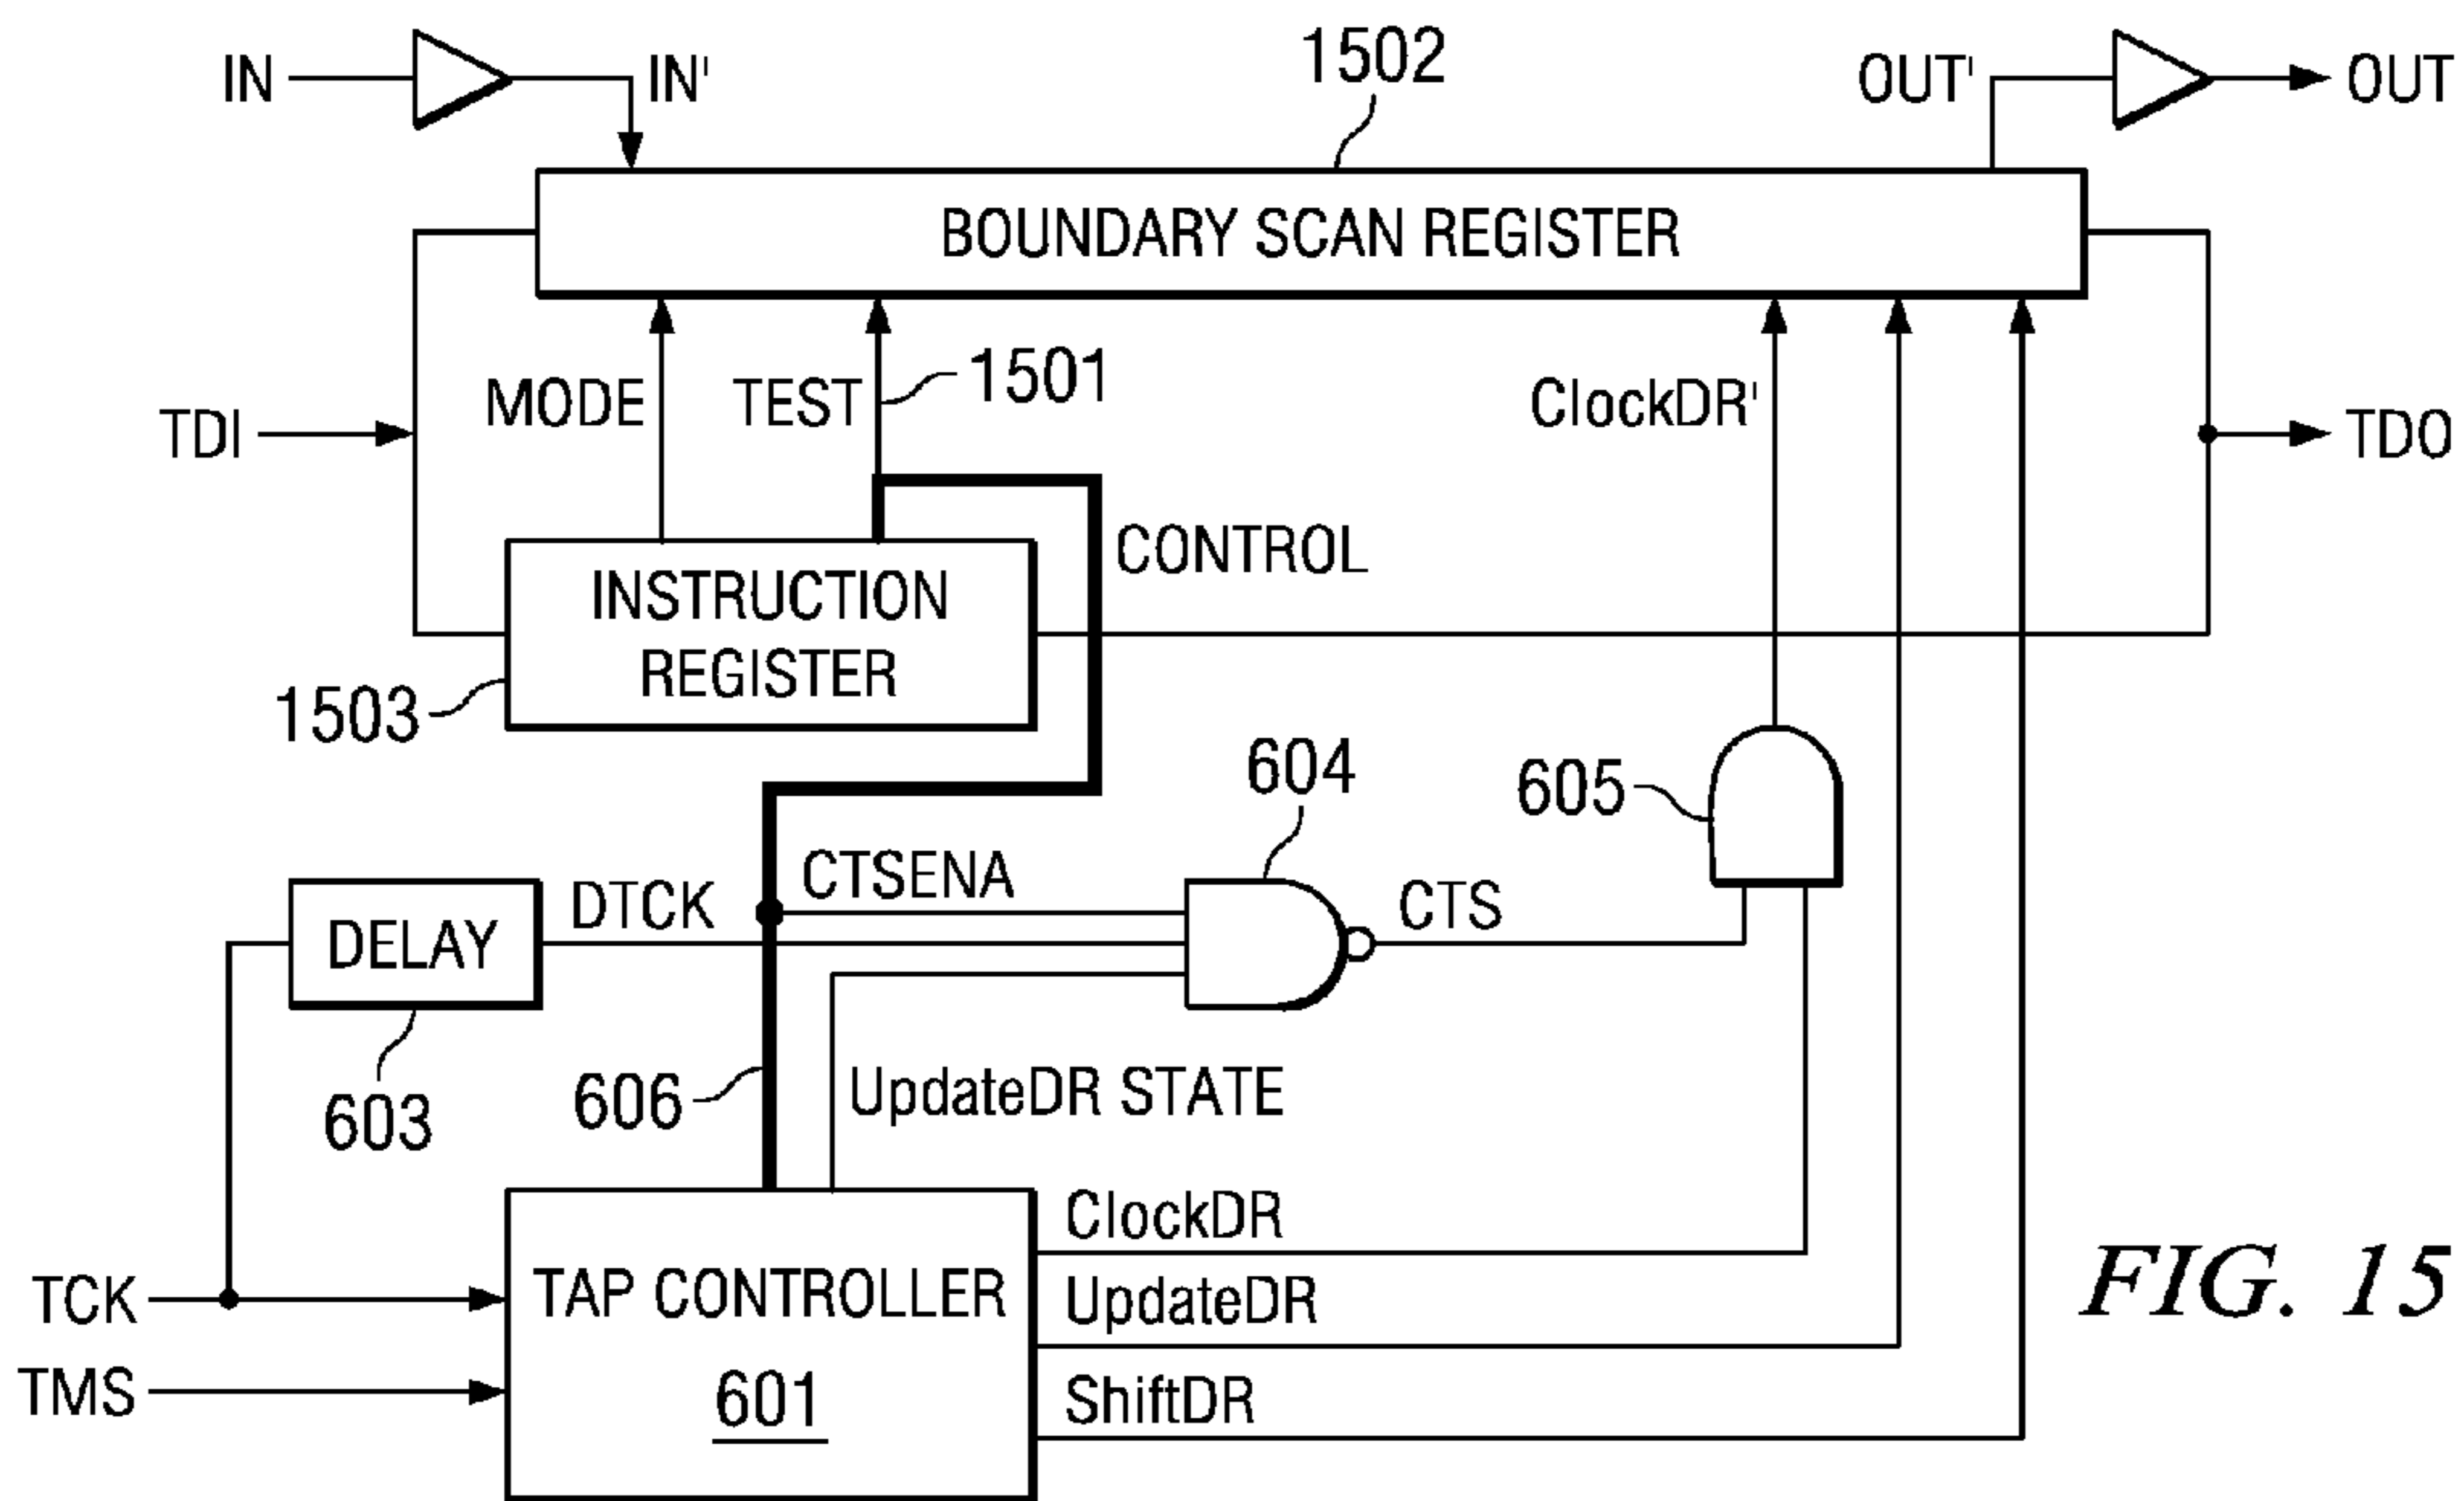 1502
IN
IN'
OUT'
OUT
BOUNDARY SCAN REGISTER
MODE
TEST
1501
ClockDR'
TDI
TDO
CONTROL
INSTRUCTION
REGISTER
1503
604
605
CTSENA
CTS
DTCK
DELAY
606
UpdateDR STATE
603
ClockDR
TCK
TAP CONTROLLER
UpdateDR
FIG. 15
TMS
601
ShiftDR